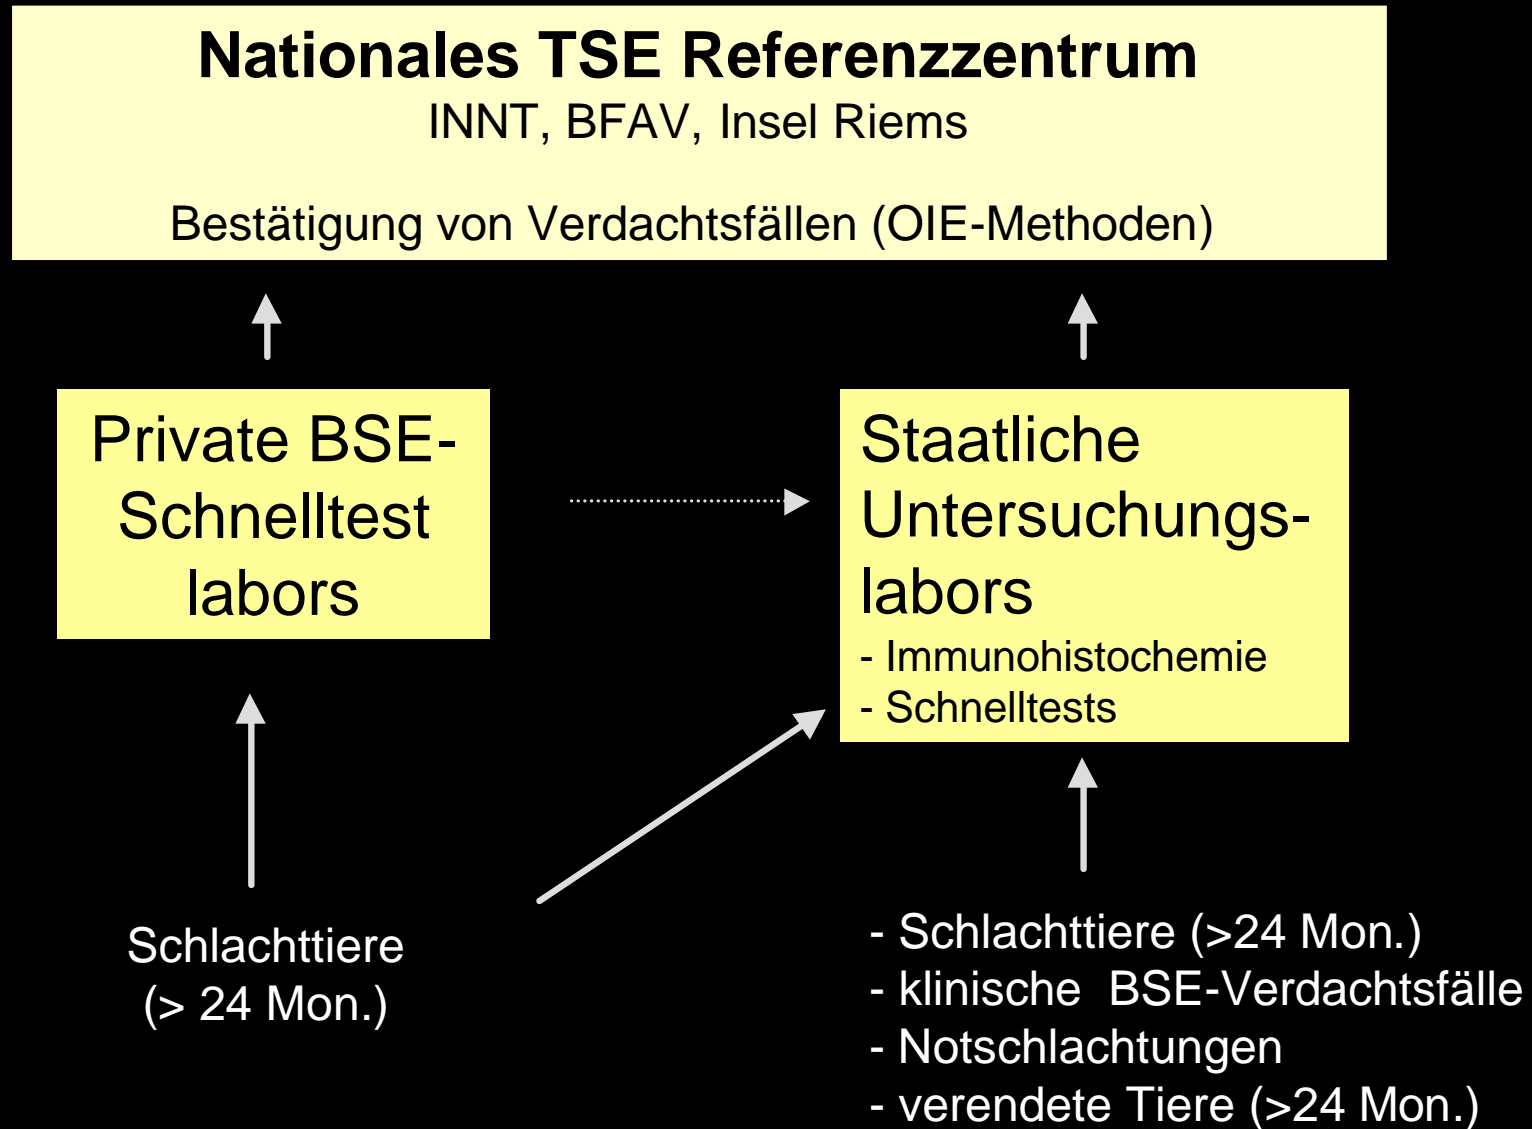 Nationales TSE Referenzzentrum
INNT, BFAV, Insel Riems
Bestätigung von Verdachtsfällen (OIE-Methoden)
Private BSE-
Schnelltest
labors
Staatliche
Untersuchungs-
labors
- Immunohistochemie
- Schnelltests
Schlachttiere
(> 24 Mon.)
- Schlachttiere (>24 Mon.)
- klinische  BSE-Verdachtsfälle
- Notschlachtungen
- verendete Tiere (>24 Mon.)